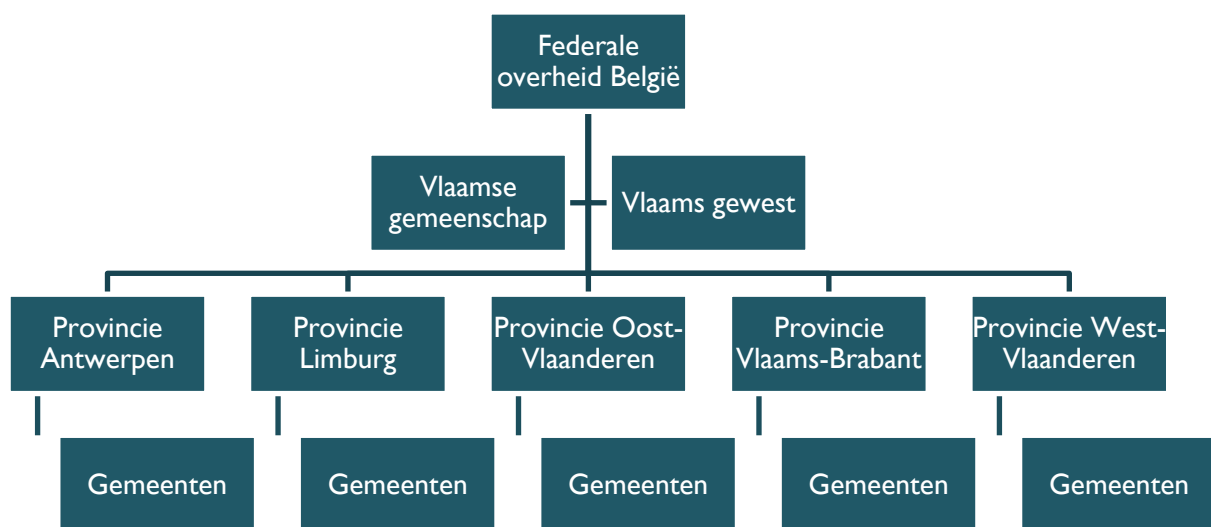 Federale
overheid België
Vlaamse
gemeenschap
Vlaams gewest
Provincie
Antwerpen
Provincie
Limburg
Provincie Oost-
Vlaanderen
Provincie
Vlaams-Brabant
Provincie West-
Vlaanderen
Gemeenten
Gemeenten
Gemeenten
Gemeenten
Gemeenten